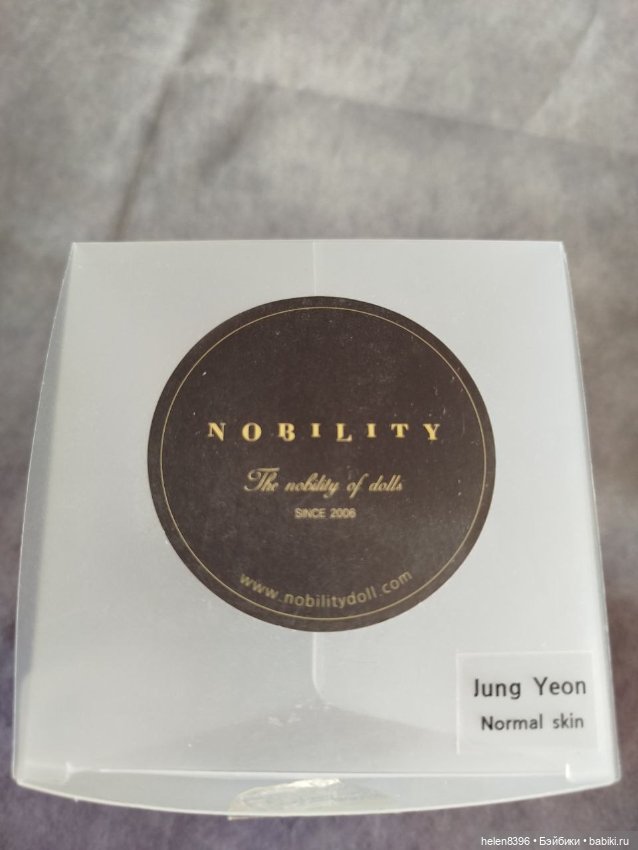 NOBILITY
The nobility of dolls
SINCE 2006
www.nobilitydoll.com
Jung Yeon
Normal skin
helen8396 • Бэйбики • babiki.ru